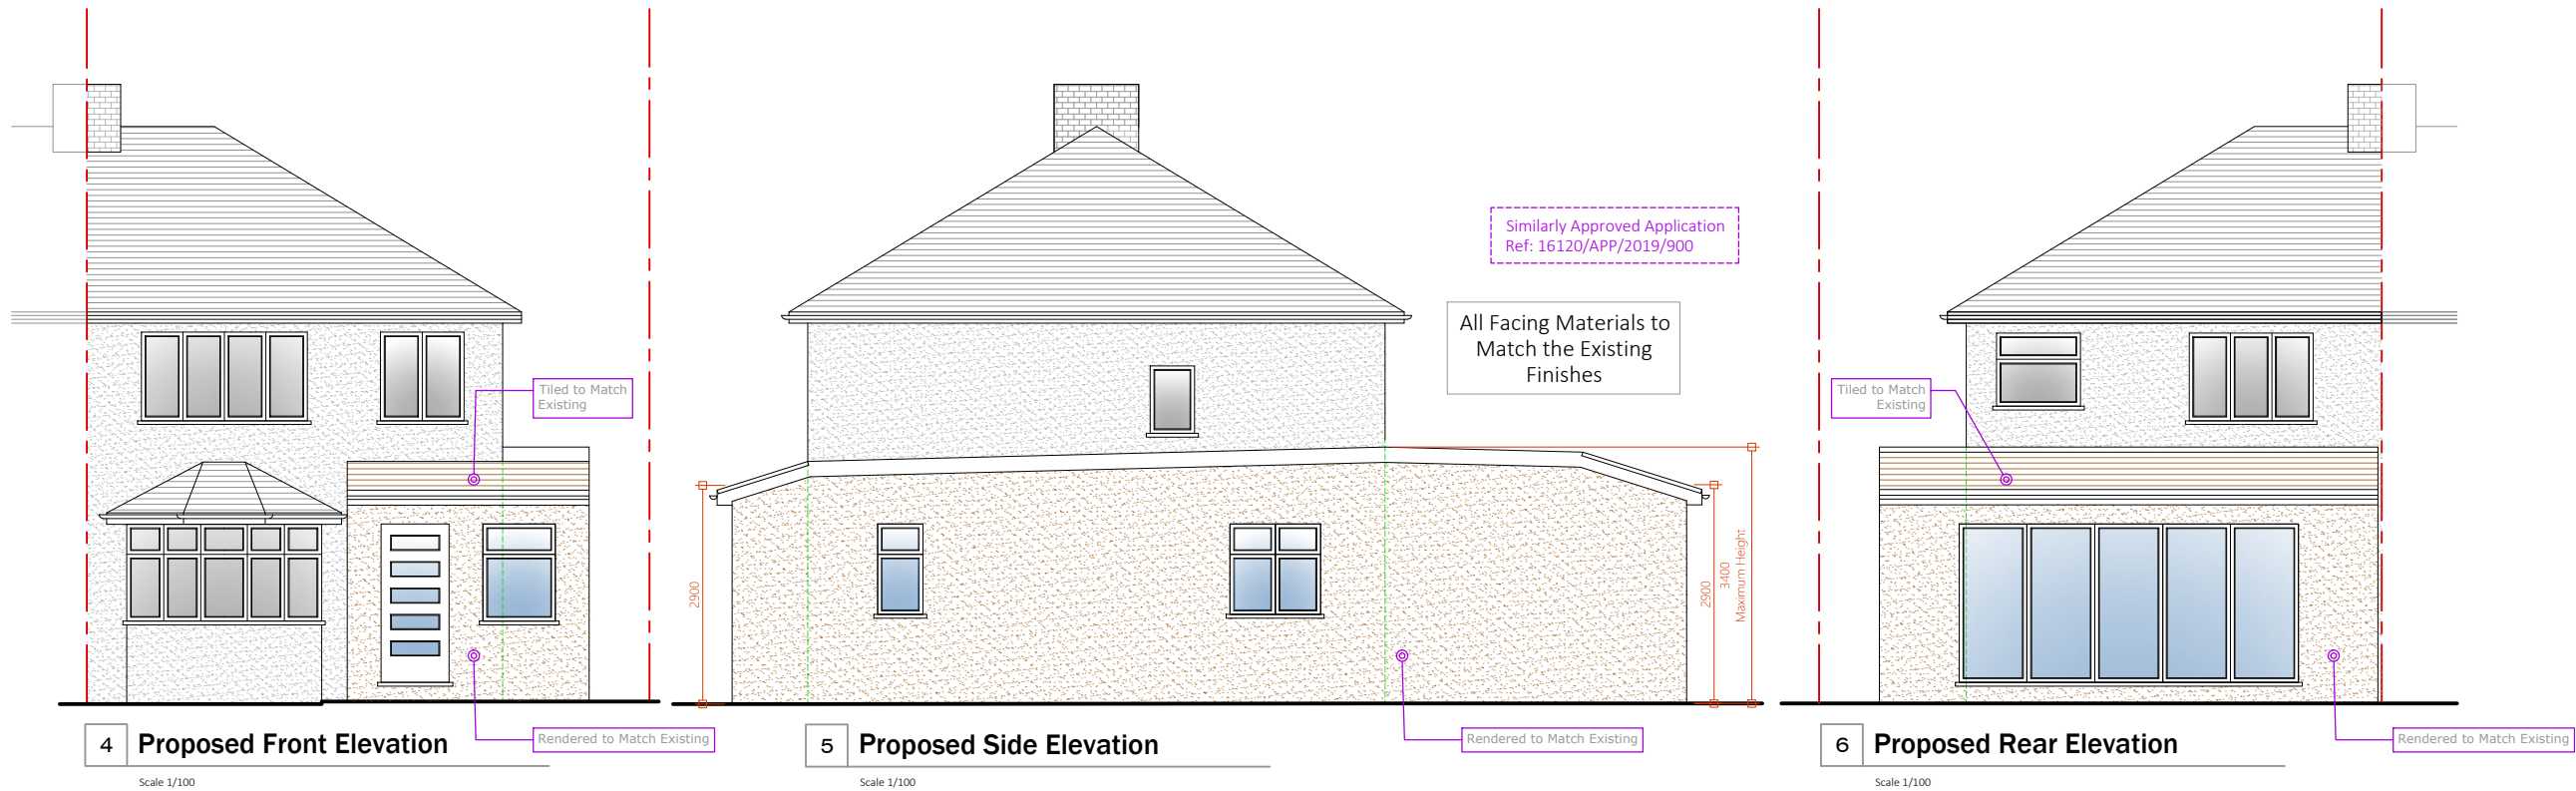 Similarly Approved Application
Ref: 16120/APP/2019/900
All Facing Materials to
Match the Existing
Finishes
Tiled to Match
Existing
Tiled to Match
Existing
2900
2900
3400
Maximum Height
4 Proposed Front Elevation
Scale 1/100
Rendered to Match Existing
5 Proposed Side Elevation
Scale 1/100
Rendered to Match Existing
6 Proposed Rear Elevation
Scale 1/100
Rendered to Match Existing